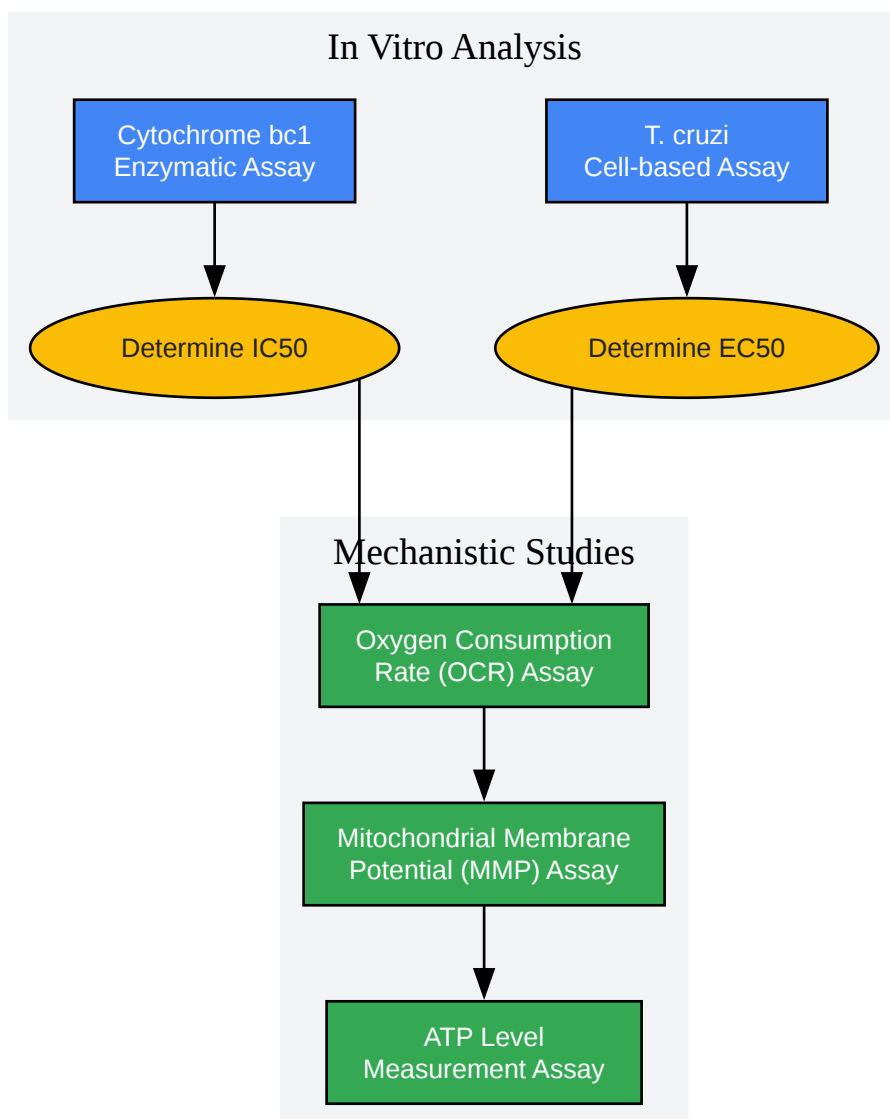 In Vitro Analysis
Cytochrome bc1
Enzymatic Assay
T. cruzi
Cell-based Assay
Determine IC50
Determine EC50
Mechanistic Studies
Oxygen Consumption
Rate (OCR) Assay
Mitochondrial Membrane
Potential (MMP) Assay
ATP Level
Measurement Assay